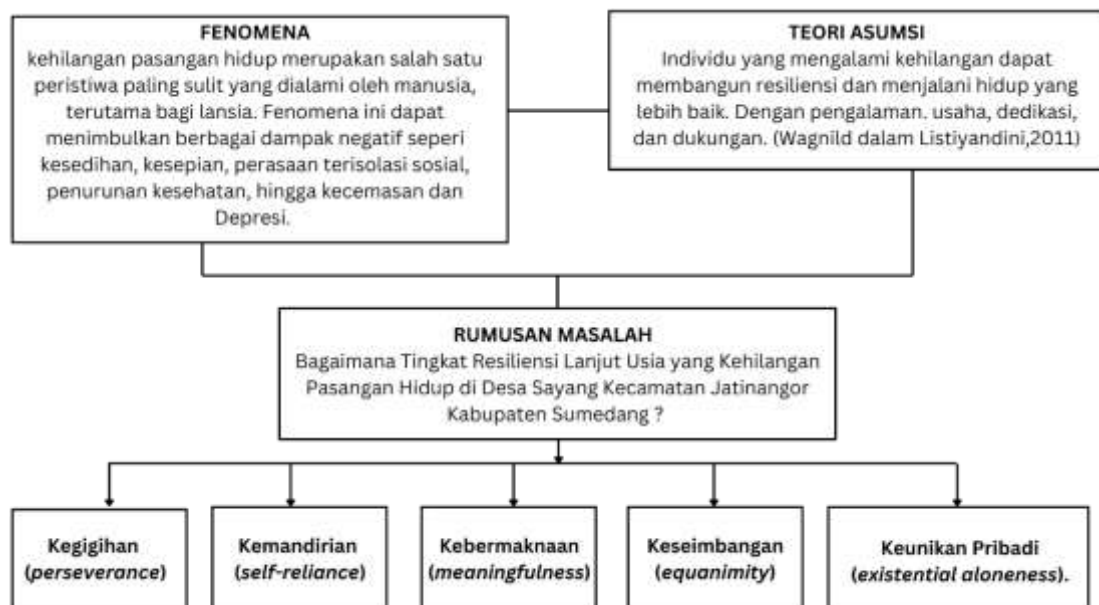 FENOMENA
kehilangan pasangan hidup merupakan salah satu
peristiwa paling sulit yang dialami oleh manusia,
terutama bagi lansia. Fenomena ini dapat
menimbulkan berbagai dampak negatif seperi
kesedihan, kesepian, perasaan terisolasi sosial,
penurunan kesehatan, hingga kecemasan dan
Depresi.
TEORI ASUMSI
Individu yang mengalami kehilangan dapat
membangun resiliensi dan menjalani hidup yang
lebih baik. Dengan pengalaman. usaha, dedikasi,
dan dukungan. (Wagnild dalam Listiyandini,2011)
RUMUSAN MASALAH
Bagaimana Tingkat Resiliensi Lanjut Usia yang Kehilangan
Pasangan Hidup di Desa Sayang Kecamatan Jatinangor
Kabupaten Sumedang ?
Kegigihan
(perseverance)
Kemandirian
(self-reliance)
Kebermaknaan
(meaningfulness)
Keseimbangan
(equanimity)
Keunikan Pribadi
(existential aloneness).